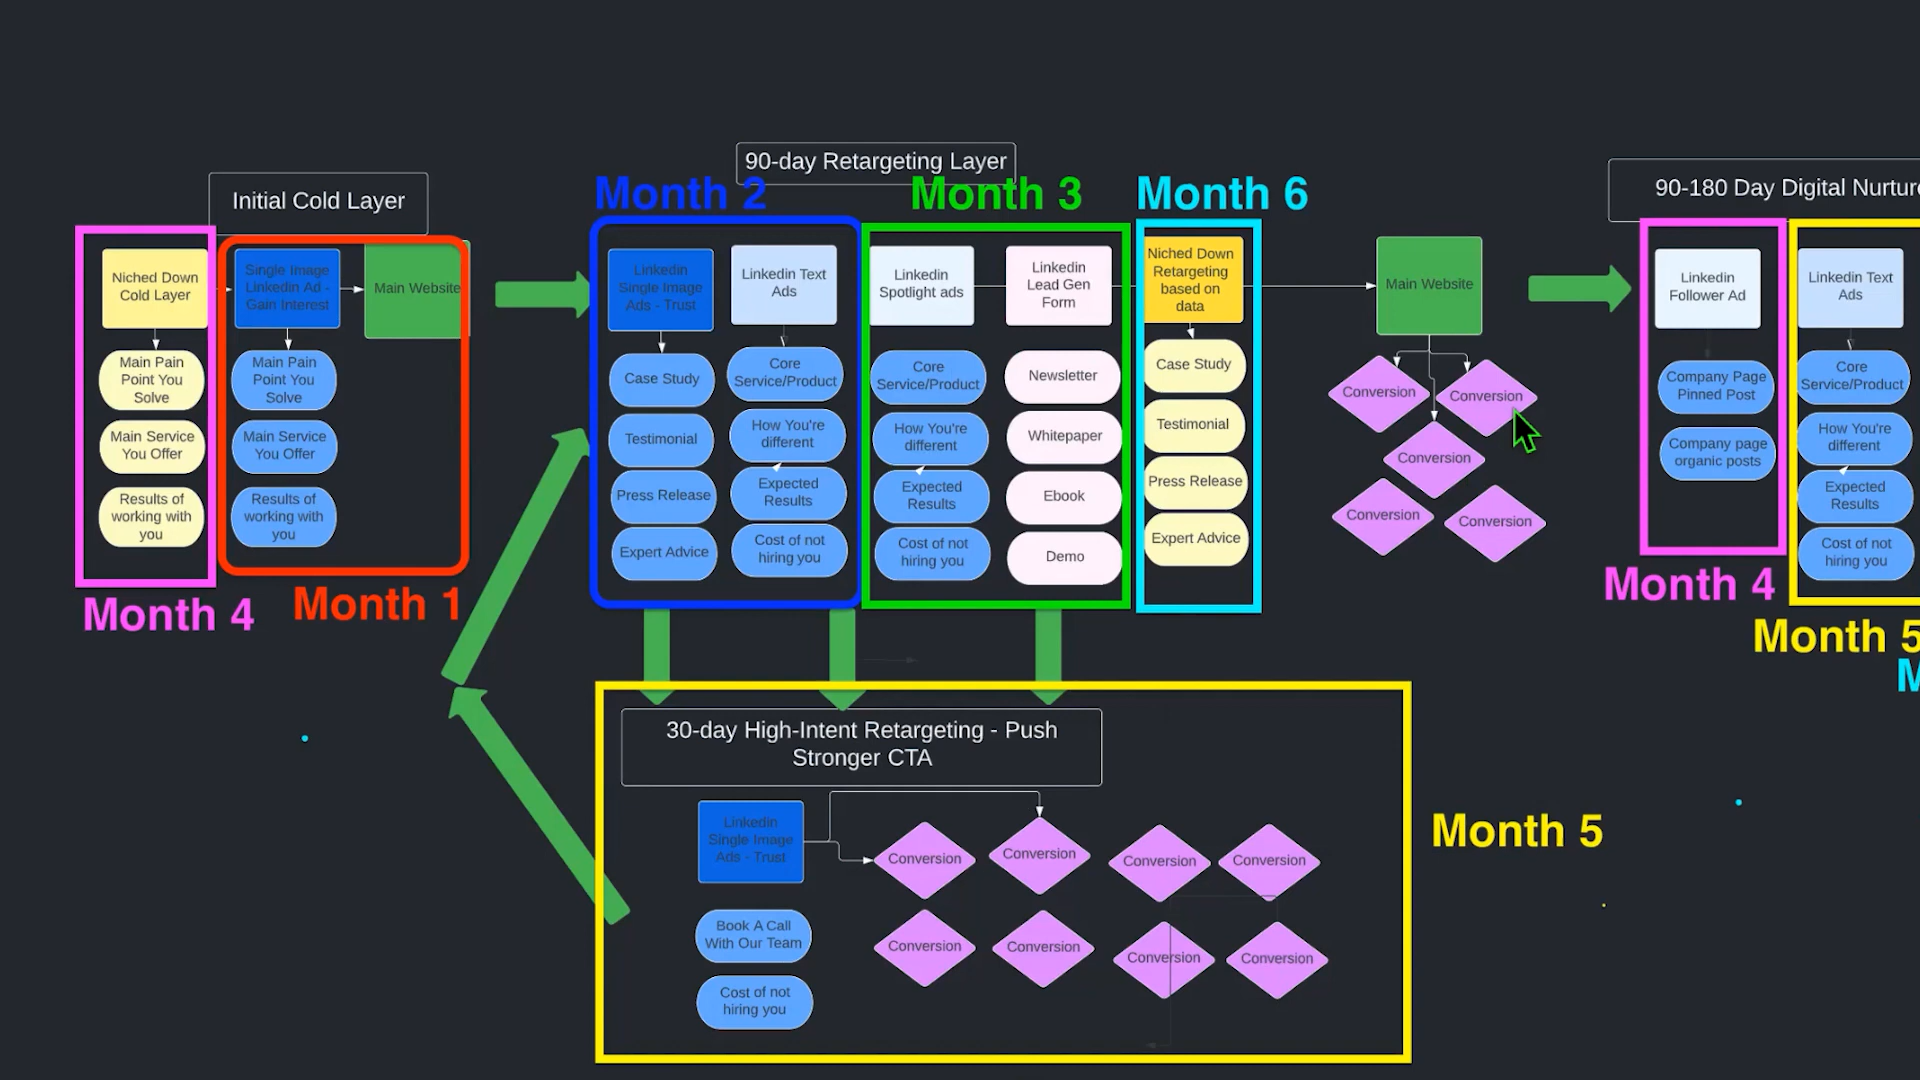 90-day Retargeting Layer
Initial Cold Layer
90-180 Day Digital Nurture
Month 2
Month 3
Month 6
Niched Down
Cold Layer
Main Pain
Point You
Solve
Main Service
You Offer
Results of
working with
you
Month 4
Single Image
Linkedin Ad -
Gain Interest
Main Website
Main Pain
Point You
Solve
Main Service
You Offer
Results of
working with
you
Month 1
Linkedin
Single Image
Ads - Trust
Case Study
Testimonial
Press Release
Expert Advice
Linkedin Text
Ads
Core
Service/Product
How You're
different
Expected
Results
Cost of not
hiring you
Linkedin
Spotlight ads
Core
Service/Product
How You're
different
Expected
Results
Cost of not
hiring you
Linkedin
Lead Gen
Form
Newsletter
Whitepaper
Ebook
Demo
Niched Down
Retargeting
based on
data
Case Study
Testimonial
Press Release
Expert Advice
Main Website
Conversion
Conversion
Conversion
Conversion
Conversion
Linkedin
Follower Ad
Company Page
Pinned Post
Company page
organic posts
Month 4
Linkedin Text
Ads
Core
Service/Product
How You're
different
Expected
Results
Cost of not
hiring you
Month 5
M
30-day High-Intent Retargeting - Push
Stronger CTA
Linkedin
Single Image
Ads - Trust
Book A Call
With Our Team
Cost of not
hiring you
Conversion
Conversion
Conversion
Conversion
Conversion
Conversion
Conversion
Conversion
Month 5